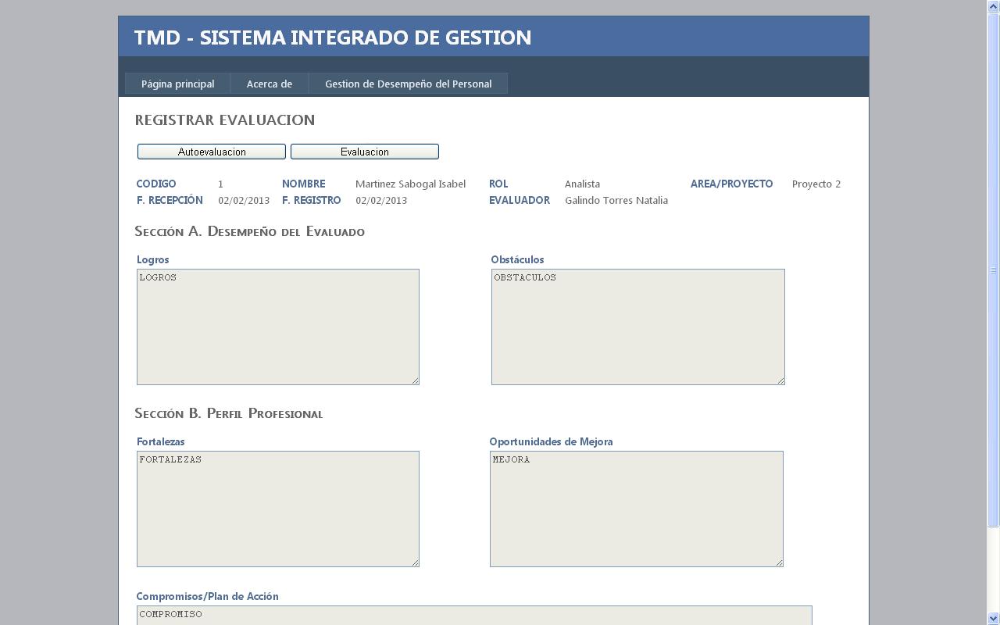 TMD - SISTEMA INTEGRADO DE GESTION
Página principal Acerca de Gestion de Desempeño del Personal
REGISTRAR EVALUACION
Autoevaluacion Evaluacion
CODIGO 1 NOMBRE Martinez Sabogal Isabel ROL Analista AREA/PROYECTO Proyecto 2
F. RECEPCIÓN 02/02/2013 F. REGISTRO 02/02/2013 EVALUADOR Galindo Torres Natalia
Sección A. Desempeño del Evaluado
Logros Obstáculos
LOGROS OBSTACULOS
Sección B. Perfil Profesional
Fortalezas Oportunidades de Mejora
FORTALEZAS MEJORA
Compromisos/Plan de Acción
COMPROMISO